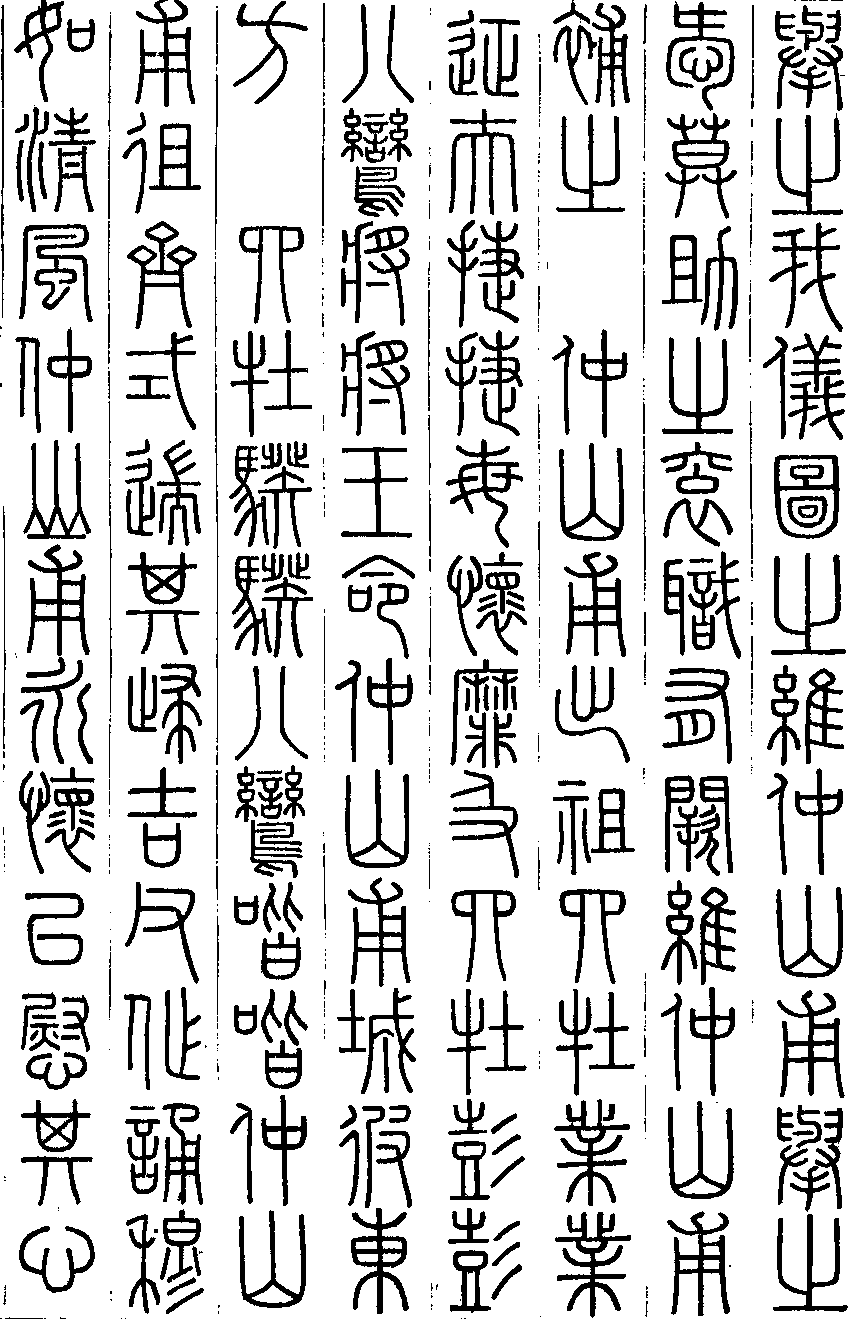 舉之我儀圖之維仲山甫舉之
愛莫助之袞職有闕維仲山甫
補之　仲山甫出祖四牡業業
征夫捷捷每懷靡及四牡彭彭
八鸞將將王命仲山甫城彼東
方　四牡騤騤八鸞喈喈仲山
甫徂齊式遄其歸吉父作誦穆
如清風仲山甫永懷以慰其心